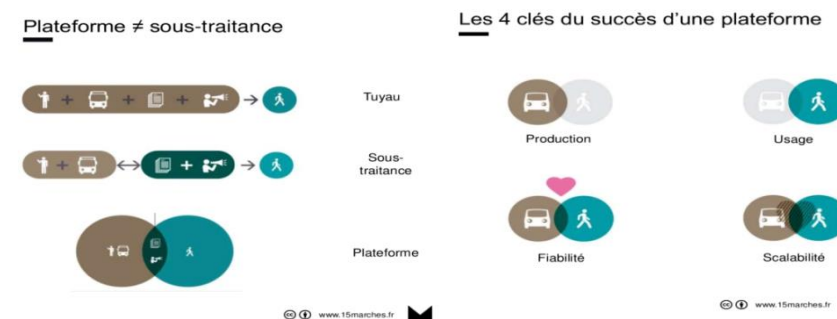 Plateforme ≠ sous-traitance
Tuyau
Sous-
traitance
Plateforme
www.15marches.fr
Les 4 clés du succès d'une plateforme
Production
Usage
Fiabilité
Scalabilité
www.15marches.fr